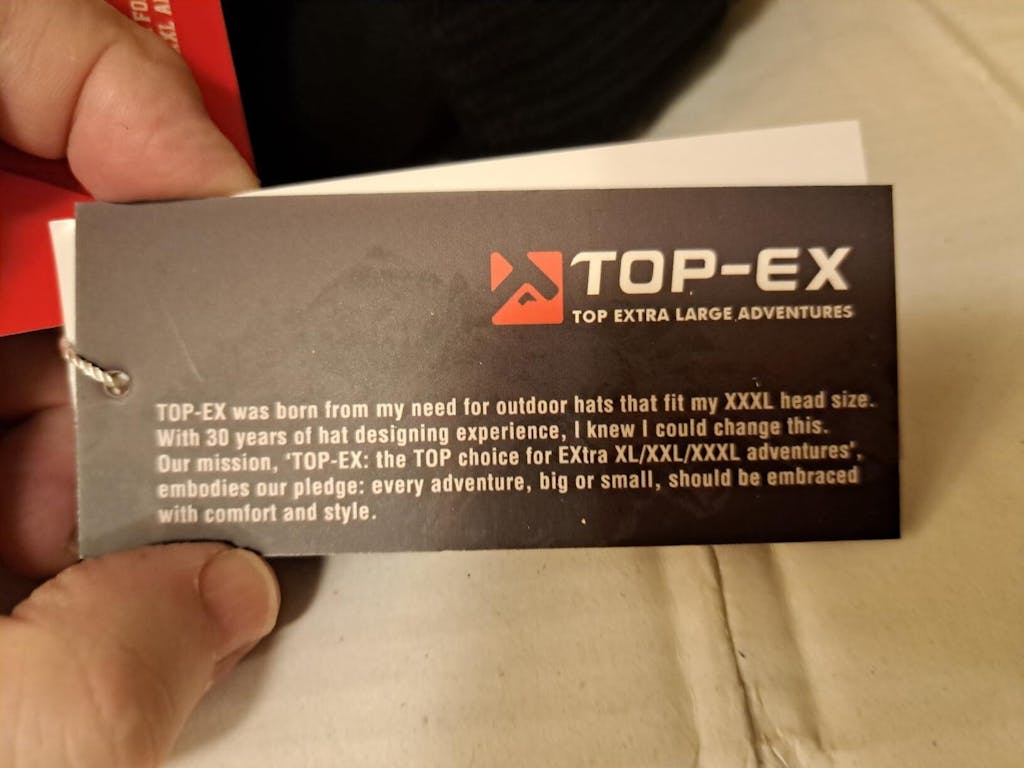 FO
XL A
TOP-EX
TOP EXTRA LARGE ADVENTURES
TOP-EX was born from my need for outdoor hats that fit my XXXL head size.
With 30 years of hat designing experience, I knew I could change this.
Our mission, 'TOP-EX: the TOP choice for EXtra XL/XXL/XXXL adventures',
embodies our pledge: every adventure, big or small, should be embraced
with comfort and style.